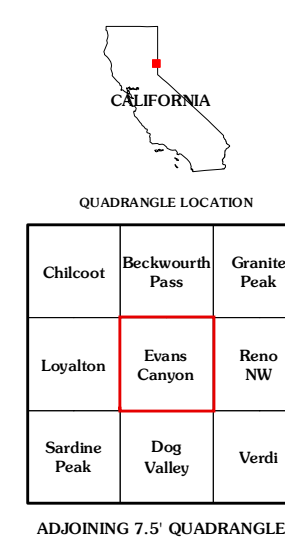 CALIFORNIA
QUADRANGLE LOCATION
Chilcoot
Beckwourth
Pass
Granite
Peak
Loyalton
Evans
Canyon
Reno
NW
Sardine
Peak
Dog
Valley
Verdi
ADJOINING 7.5' QUADRANGLE